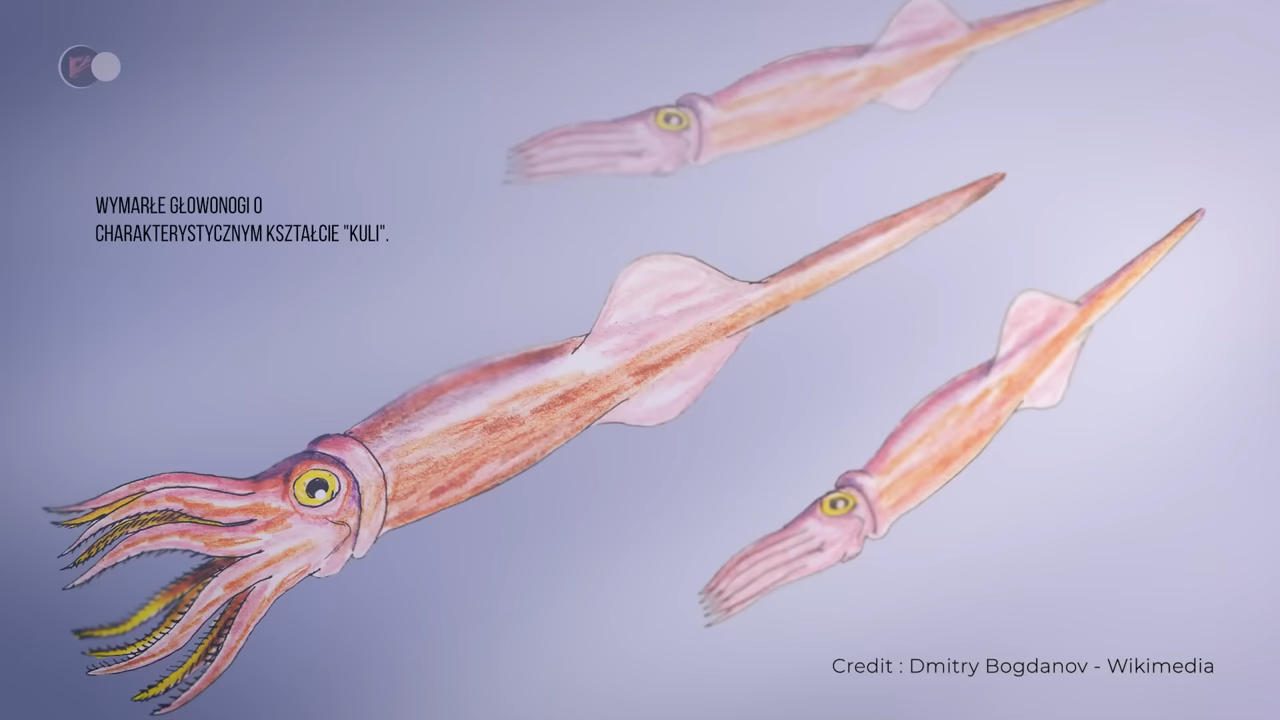 WYMARŁE GŁOWONOGI O
CHARAKTERYSTYCZNYM KSZTAŁCIE "KULI".
Credit : Dmitry Bogdanov - Wikimedia